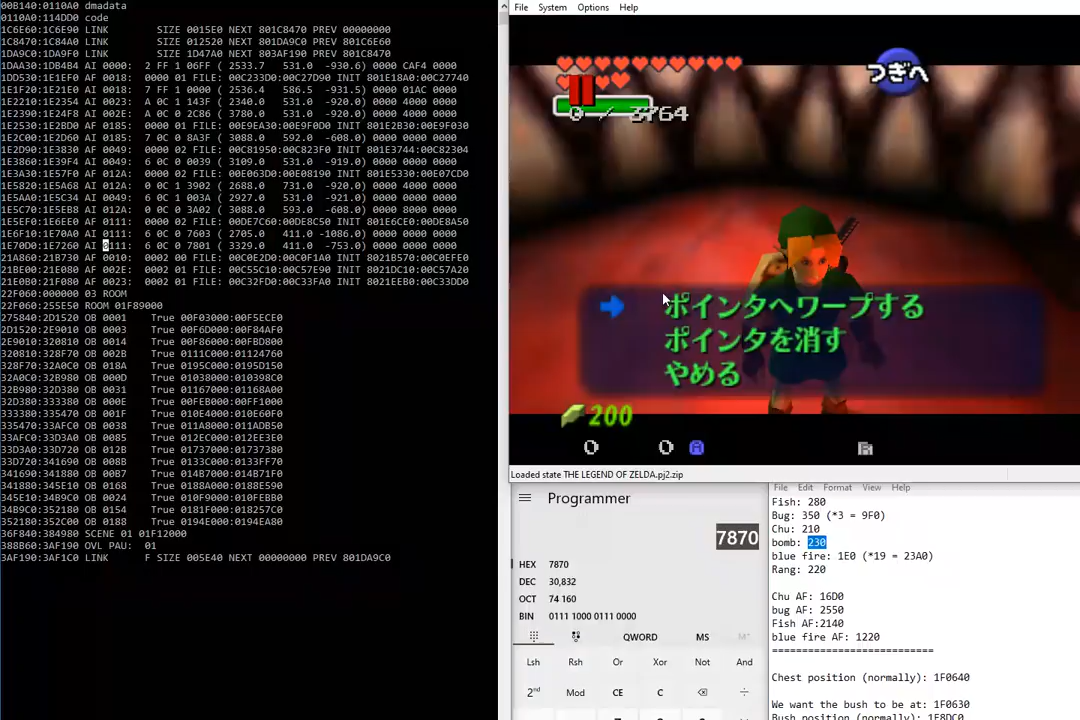 00B140:0110A0 dmadata
0110A0:114DD0 code
1C6E60:1C6E90 LINK SIZE 0015E0 NEXT 801C8470 PREV 00000000
1C8470:1C84A0 LINK SIZE 012520 NEXT 801DA9C0 PREV 801C6E60
1DA9C0:1DA9F0 LINK SIZE 1D47A0 NEXT 803AF190 PREV 801C8470
1DAA30:1DB4B4 AI 0000: 2 FF 1 06FF ( 2533.7 531.0 -930.6) 0000 CAF4 0000
1DD530:1E1EF0 AF 0018: 0000 01 FILE: 00C233D0:00C27D90 INIT 801E18A0:00C27740
1E1F20:1E21E0 AI 0018: 7 FF 1 0000 ( 2536.4 586.5 -931.5) 0000 01AC 0000
1E2210:1E2354 AI 0023: A 0C 1 143F ( 2340.0 531.0 -920.0) 0000 4000 0000
1E2390:1E24F8 AI 002E: A 0C 0 2C86 ( 3780.0 531.0 -920.0) 0000 4000 0000
1E2530:1E2BD0 AF 0185: 0000 01 FILE: 00E9EA30:00E9F0D0 INIT 801E2B30:00E9F030
1E2C00:1E2D60 AI 0185: 7 0C 0 8A3F ( 3088.0 592.0 -608.0) 0000 0000 0000
1E2D90:1E3830 AF 0049: 0000 02 FILE: 00C81950:00C823F0 INIT 801E3744:00C82304
1E3860:1E39F4 AI 0049: 6 0C 0 0039 ( 3109.0 531.0 -919.0) 0000 0000 0000
1E3A30:1E57F0 AF 012A: 0000 02 FILE: 00E063D0:00E08190 INIT 801E5330:00E07CD0
1E5820:1E5A68 AI 012A: 0 0C 1 3902 ( 2688.0 731.0 -920.0) 0000 4000 0000
1E5AA0:1E5C34 AI 0049: 6 0C 1 003A ( 2927.0 531.0 -921.0) 0000 0000 0000
1E5C70:1E5EB8 AI 012A: 0 0C 0 3A02 ( 3088.0 593.0 -608.0) 0000 8000 0000
1E5EF0:1E6EE0 AF 0111: 0000 02 FILE: 00DE7C60:00DE8C50 INIT 801E6CE0:00DE8A50
1E6F10:1E70A0 AI 0111: 6 0C 0 7603 ( 2705.0 411.0 -1086.0) 0000 0000 0000
1E70D0:1E7260 AI 0111: 6 0C 0 7801 ( 3329.0 411.0 -753.0) 0000 0000 0000
21A860:21B730 AF 0010: 0002 00 FILE: 00C0E2D0:00C0F1A0 INIT 8021B570:00C0EFE0
21BD80:21E080 AF 002E: 0002 01 FILE: 00C55C10:00C57E90 INIT 8021DC10:00C57A20
21E0B0:21F080 AF 0023: 0002 01 FILE: 00C32FD0:00C33FA0 INIT 8021EEB0:00C33DD0
22F060:000000 03 ROOM
22F060:255E50 ROOM 01F89000
275840:2D1520 OB 0001 True 00F03000:00F5ECE0
2D1520:2E9010 OB 0003 True 00F6D000:00F84AF0
2E9010:320810 OB 0014 True 00F86000:00FBD800
320810:328F70 OB 002B True 0111C000:01124760
328F70:32A0C0 OB 018A True 0195C000:0195D150
32A0C0:32B980 OB 000D True 01038000:010398C0
32B980:32D380 OB 0031 True 01167000:01168A00
32D380:333380 OB 000E True 00FEB000:00FF1000
333380:335470 OB 001F True 010E4000:010E60F0
335470:33AFC0 OB 0038 True 011A8000:011ADB50
33AFC0:33D3A0 OB 0085 True 012EC000:012EE3E0
33D3A0:33D720 OB 012B True 01737000:01737380
33D720:341690 OB 008B True 0133C000:0133FF70
341690:341880 OB 00B7 True 014B7000:014B71F0
341880:345E10 OB 0168 True 0188A000:0188E590
345E10:34B9C0 OB 0024 True 010F9000:010FEBB0
34B9C0:352180 OB 0154 True 0181F000:018257C0
352180:352C00 OB 0188 True 0194E000:0194EA80
36F840:384980 SCENE 01 01F12000
388B60:3AF190 OVL PAU: 01
3AF190:3AF1C0 LINK F SIZE 005E40 NEXT 00000000 PREV 801DA9C0
File System Options Help
つぎへ
0 / 3764
ポインタへワープする
ポインタを消す
やめる
200
Loaded state THE LEGEND OF ZELDA.pj2.zip
Programmer
7870
HEX 7870
DEC 30,832
OCT 74 160
BIN 0111 1000 0111 0000
QWORD MS
Lsh Rsh Or Xor Not And
2nd Mod CE C
File Edit Format View Help
Fish: 280
Bug: 350 (*3 = 9F0)
Chu: 210
bomb: 230
blue fire: 1E0 (*19 = 23A0)
Rang: 220
Chu AF: 16D0
bug AF: 2550
Fish AF:2140
blue fire AF: 1220
===========================
Chest position (normally): 1F0640
We want the bush to be at: 1F0630
Bush position (normally): 1E8DC0